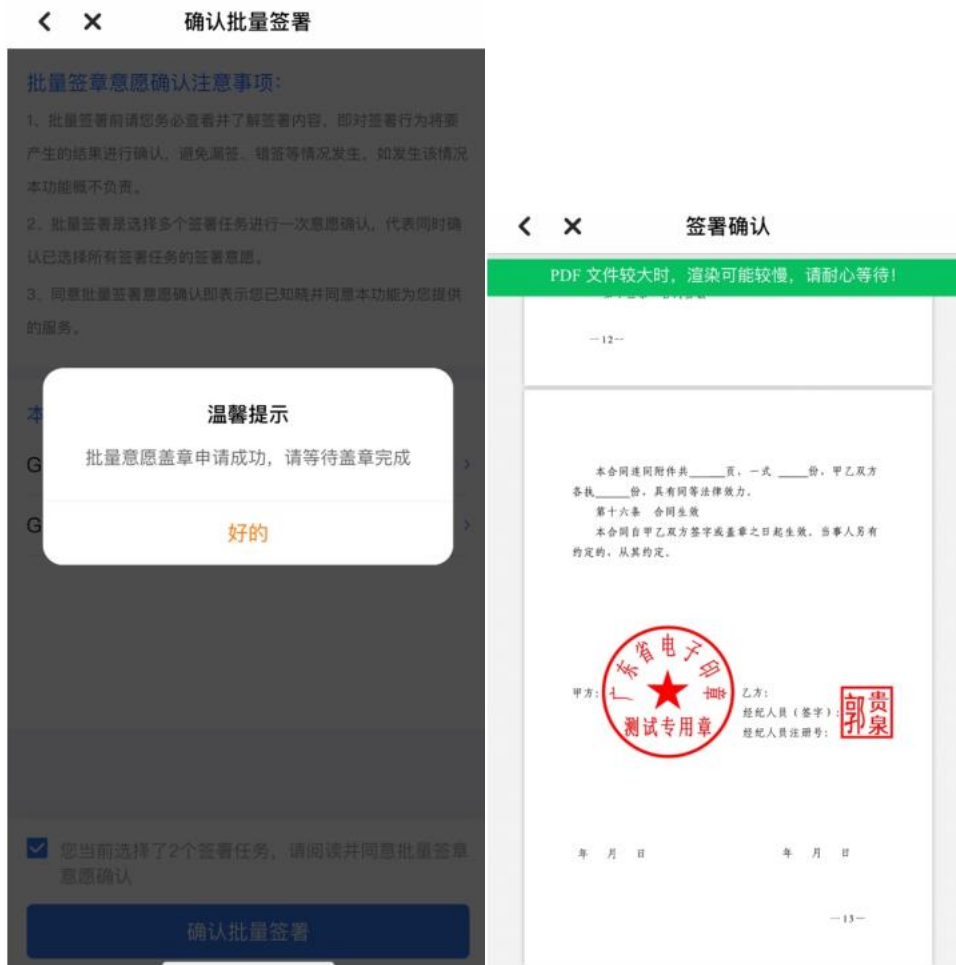 确认批量签署
批量签章意愿确认注意事项:
1、批量签署前请您务必查看并了解签署内容，即对签署行为将要
产生的结果进行确认，避免漏签、错签等情况发生，如发生该情况
本功能概不负责。
2、批量签署是选择多个签署任务进行一次意愿确认，代表同时确
认已选择所有签署任务的签署意愿。
3、同意批量签署意愿确认即表示您已知晓并同意本功能为您提供
的服务。
本
G
G
温馨提示
批量意愿盖章申请成功，请等待盖章完成
好的
您当前选择了2个签署任务，请阅读并同意批量签章
意愿确认
确认批量签署
签署确认
PDF 文件较大时，渲染可能较慢，请耐心等待！
—12—
本合同连同附件共______页，一式 _____份，甲乙双方
各执______份，具有同等法律效力。
第十六条 合同生效
本合同自甲乙双方签字或盖章之日起生效。当事人另有
约定的，从其约定。
甲方:
广东省电子印章
测试专用章
乙方:
经纪人员（签字）:
经纪人员注册号:
郭贵泉
年 月 日
年 月 日
—13—